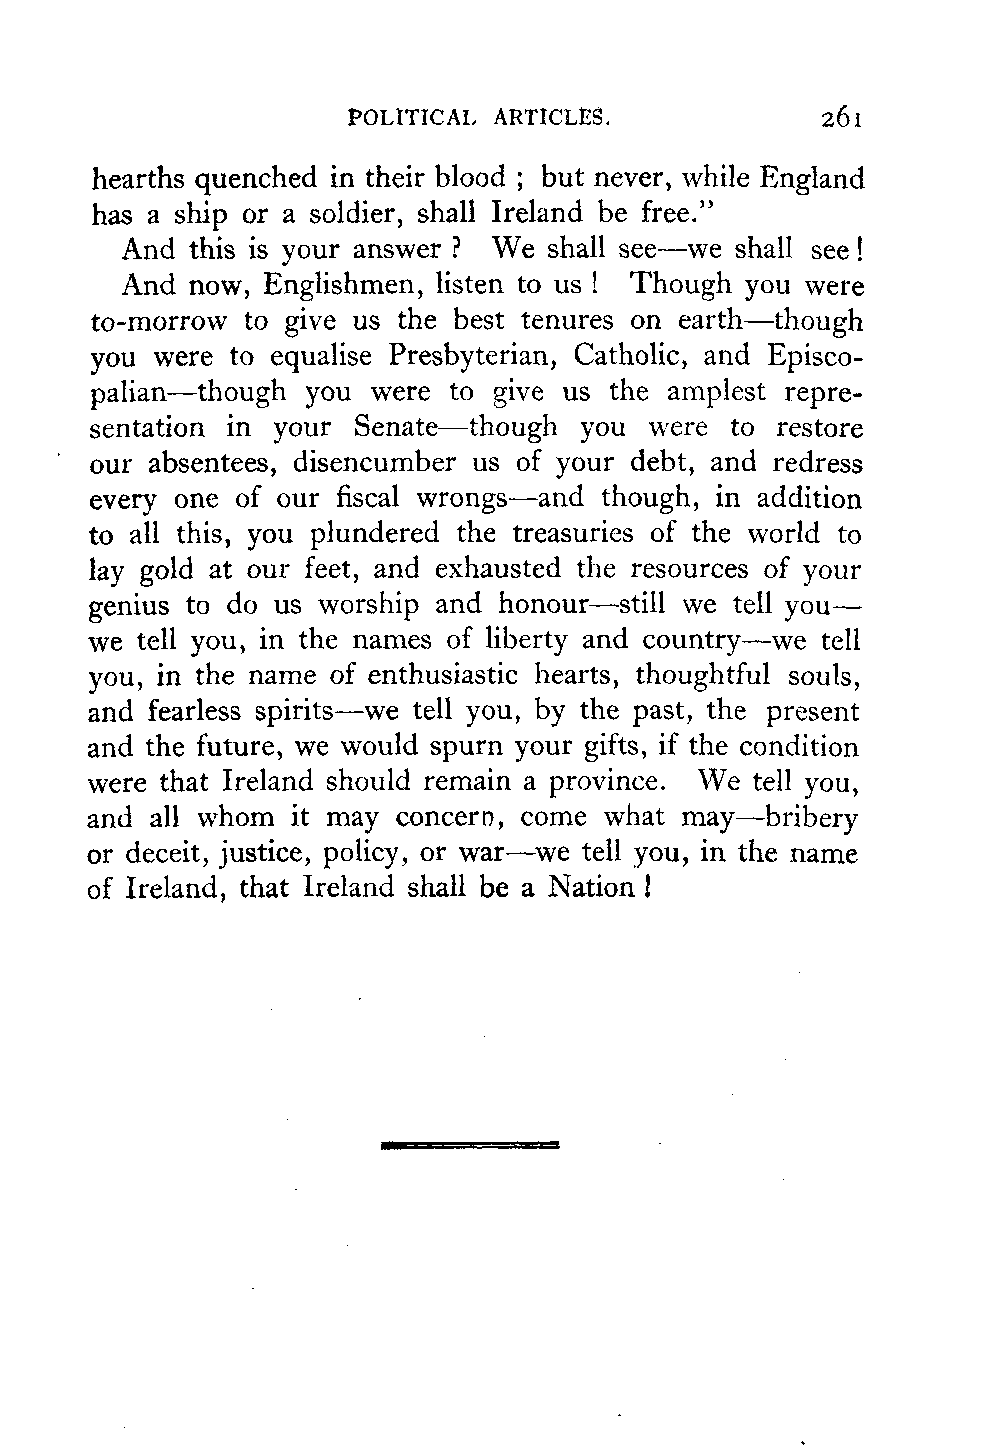 POLITICAL ARTICLES. 261
hearths quenched in their blood ; but never, while England
has a ship or a soldier, shall Ireland be free."
And this is your answer ? We shall see—we shall see !
And now, Englishmen, listen to us ! Though you were
to-morrow to give us the best tenures on earth—though
you were to equalise Presbyterian, Catholic, and Episco-
palian—though you were to give us the amplest repre-
sentation in your Senate—though you were to restore
our absentees, disencumber us of your debt, and redress
every one of our fiscal wrongs—and though, in addition
to all this, you plundered the treasuries of the world to
lay gold at our feet, and exhausted the resources of your
genius to do us worship and honour—still we tell you—
we tell you, in the names of liberty and country—we tell
you, in the name of enthusiastic hearts, thoughtful souls,
and fearless spirits—we tell you, by the past, the present
and the future, we would spurn your gifts, if the condition
were that Ireland should remain a province. We tell you,
and all whom it may concern, come what may—bribery
or deceit, justice, policy, or war—we tell you, in the name
of Ireland, that Ireland shall be a Nation !